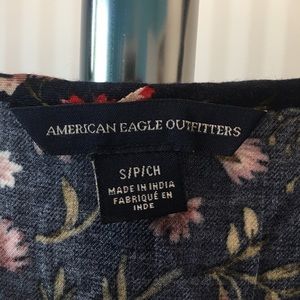 AMERICAN EAGLE OUTFITTERS
S/P/CH
MADE IN INDIA
FABRIQUÉ EN
INDE